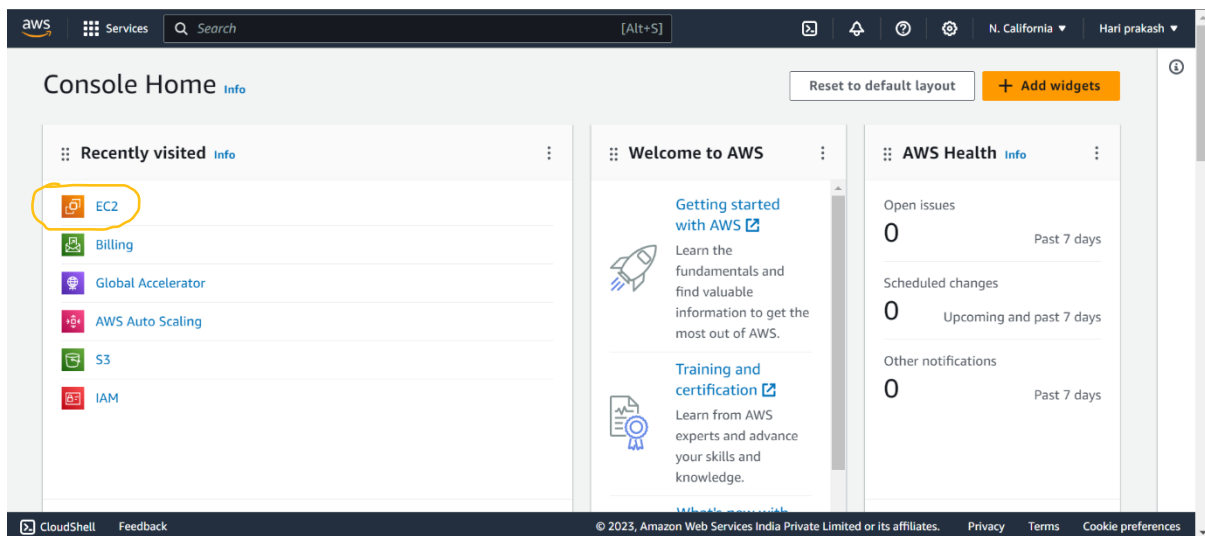 aws Services Search [Alt+S] N. California ▼ Hari prakash ▼
Console Home Info
Reset to default layout + Add widgets
Recently visited Info
EC2
Billing
Global Accelerator
AWS Auto Scaling
S3
IAM
Welcome to AWS
Getting started
with AWS
Learn the
fundamentals and
find valuable
information to get the
most out of AWS.
Training and
certification
Learn from AWS
experts and advance
your skills and
knowledge.
What's new with
AWS Health Info
Open issues
0 Past 7 days
Scheduled changes
0 Upcoming and past 7 days
Other notifications
0 Past 7 days
CloudShell Feedback © 2023, Amazon Web Services India Private Limited or its affiliates. Privacy Terms Cookie preferences